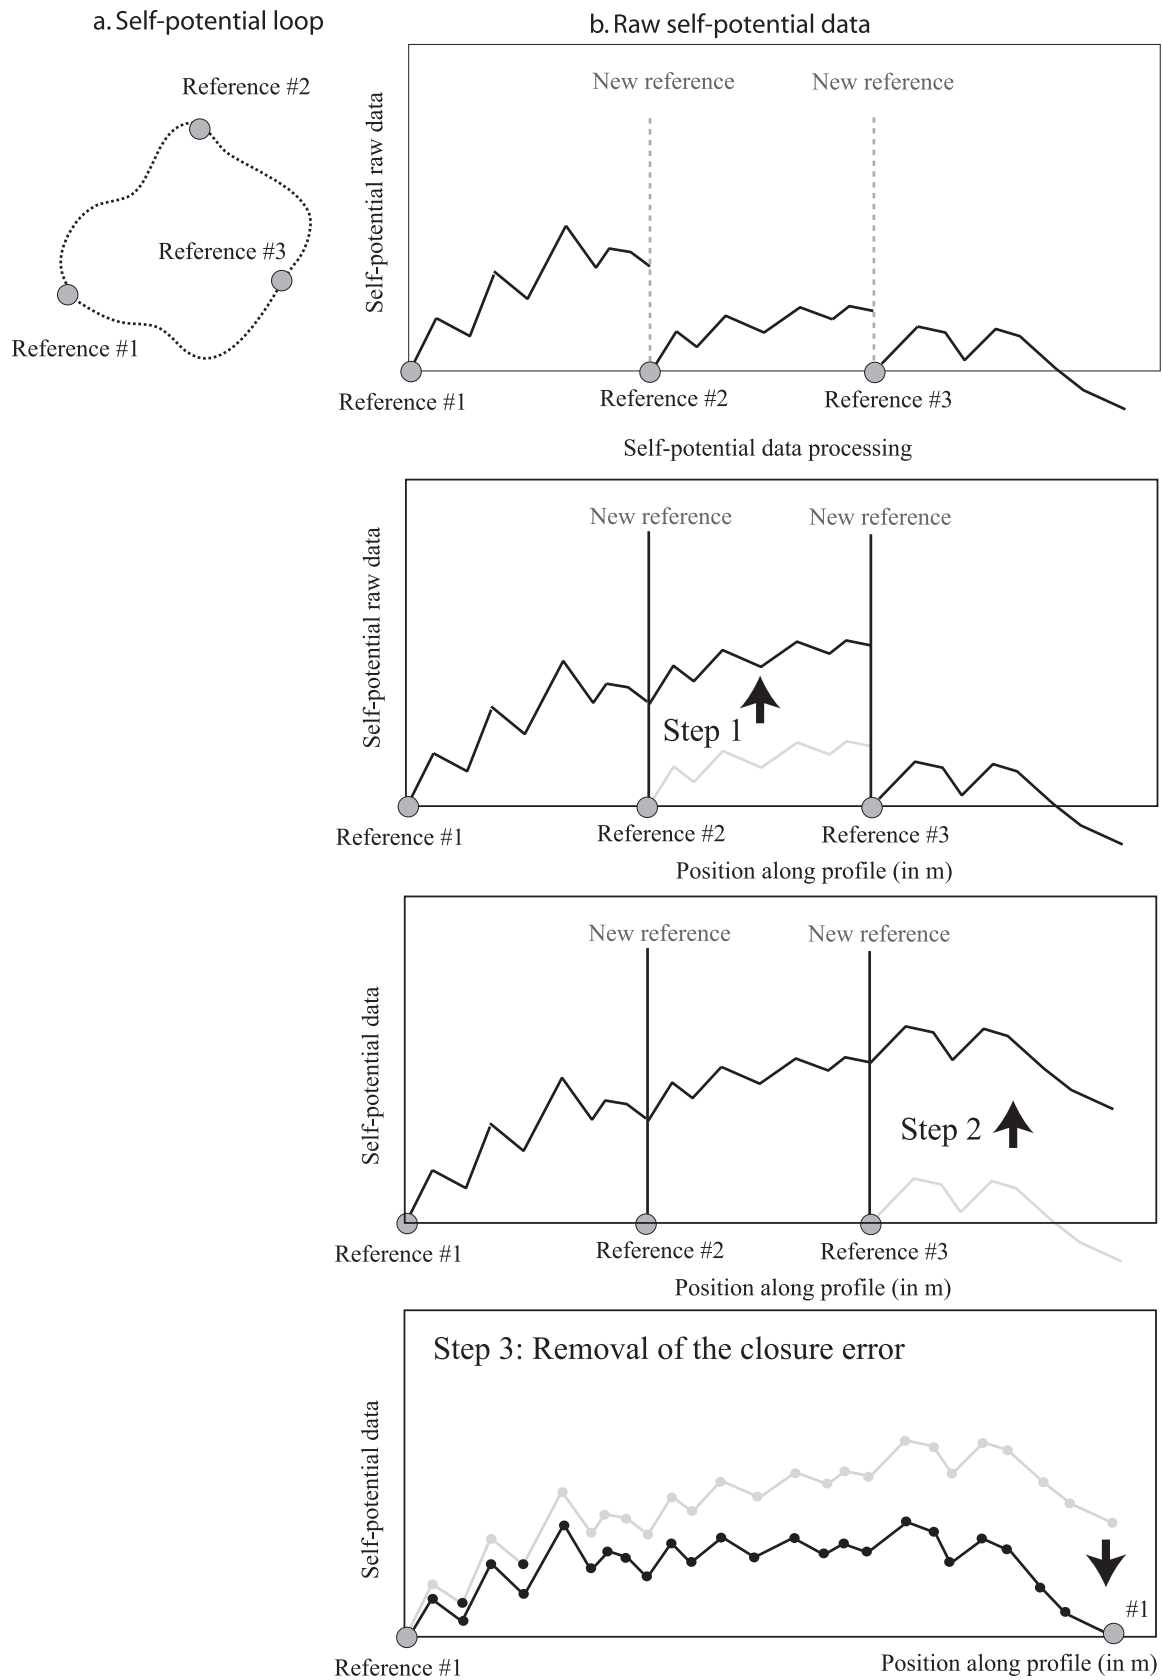 a. Self-potential loop
Reference #2
Reference #3
Reference #1
b. Raw self-potential data
New reference
New reference
Self-potential raw data
Reference #1
Reference #2
Reference #3
Self-potential data processing
New reference
New reference
Self-potential raw data
Step 1
Reference #1
Reference #2
Reference #3
Position along profile (in m)
New reference
New reference
Self-potential data
Step 2
Reference #1
Reference #2
Reference #3
Position along profile (in m)
Step 3: Removal of the closure error
Self-potential data
#1
Reference #1
Position along profile (in m)